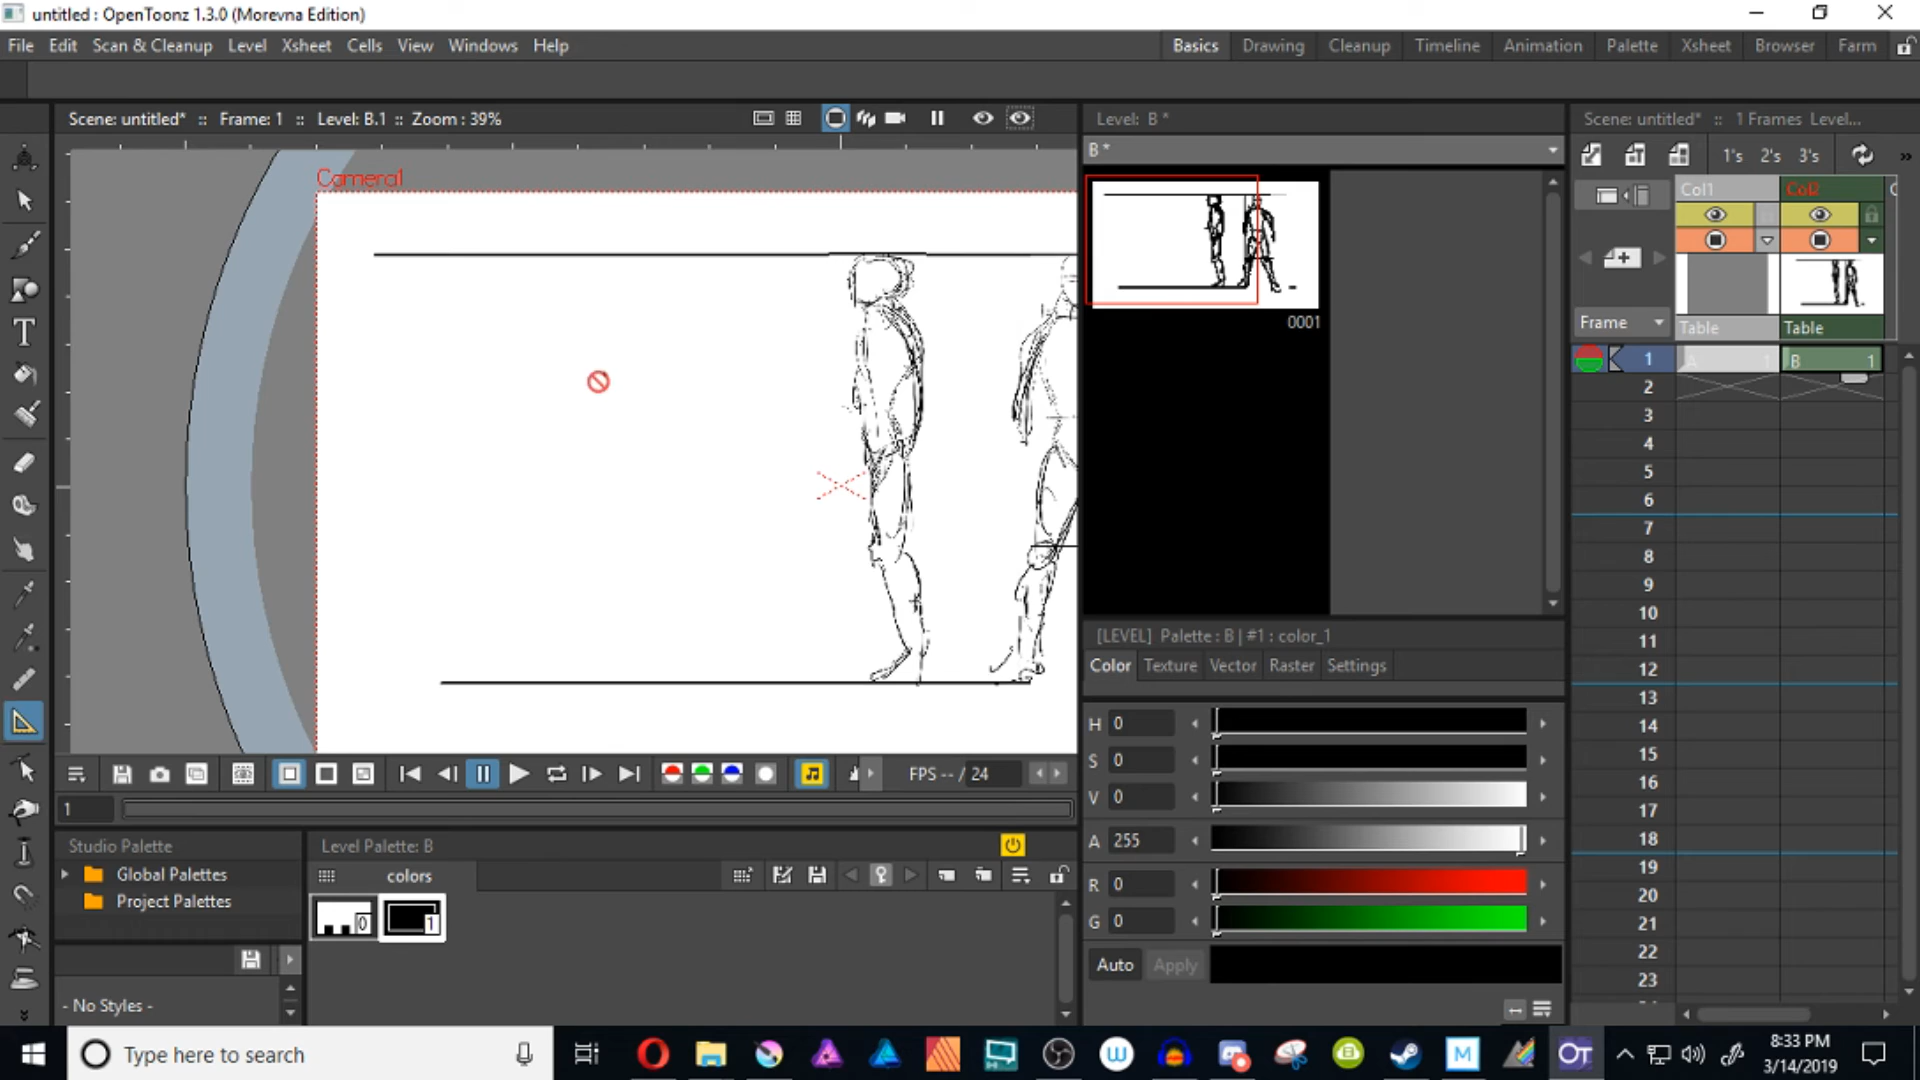 untitled : OpenToonz 1.3.0 (Morevna Edition)
File Edit Scan & Cleanup Level Xsheet Cells View Windows Help
Basics Drawing Cleanup Timeline Animation Palette Xsheet Browser Farm
Scene: untitled* :: Frame: 1 :: Level: B.1 :: Zoom : 39%
Level: B *
Scene: untitled* :: 1 Frames Level...
B *
1's 2's 3's »
Camera1
Col1 Col2
0001
Frame
Table Table
1 A 1 B 1
2
3
4
5
6
7
8
9
10
11
12
13
14
15
16
17
18
19
20
21
22
23
[LEVEL] Palette : B | #1 : color_1
Color Texture Vector Raster Settings
H 0
S 0
V 0
A 255
R 0
G 0
Auto Apply
FPS -- / 24
1
Studio Palette
Global Palettes
Project Palettes
- No Styles -
Level Palette: B
colors
0 1
Type here to search
8:33 PM
3/14/2019